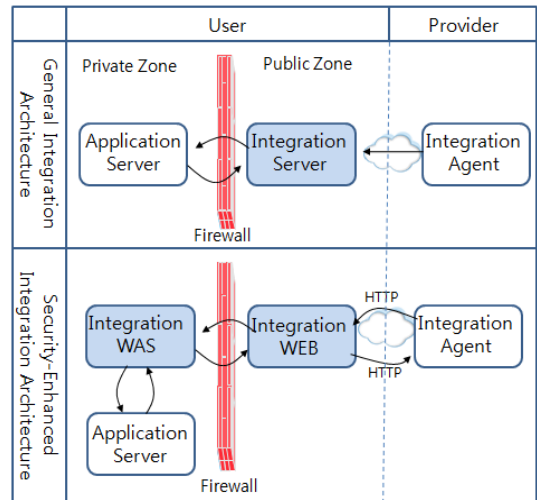 User
Provider
General Integration
Architecture
Private Zone
Public Zone
Application
Server
Integration
Server
Integration
Agent
Firewall
Security-Enhanced
Integration Architecture
Integration
WAS
Integration
WEB
HTTP
HTTP
Integration
Agent
Application
Server
Firewall